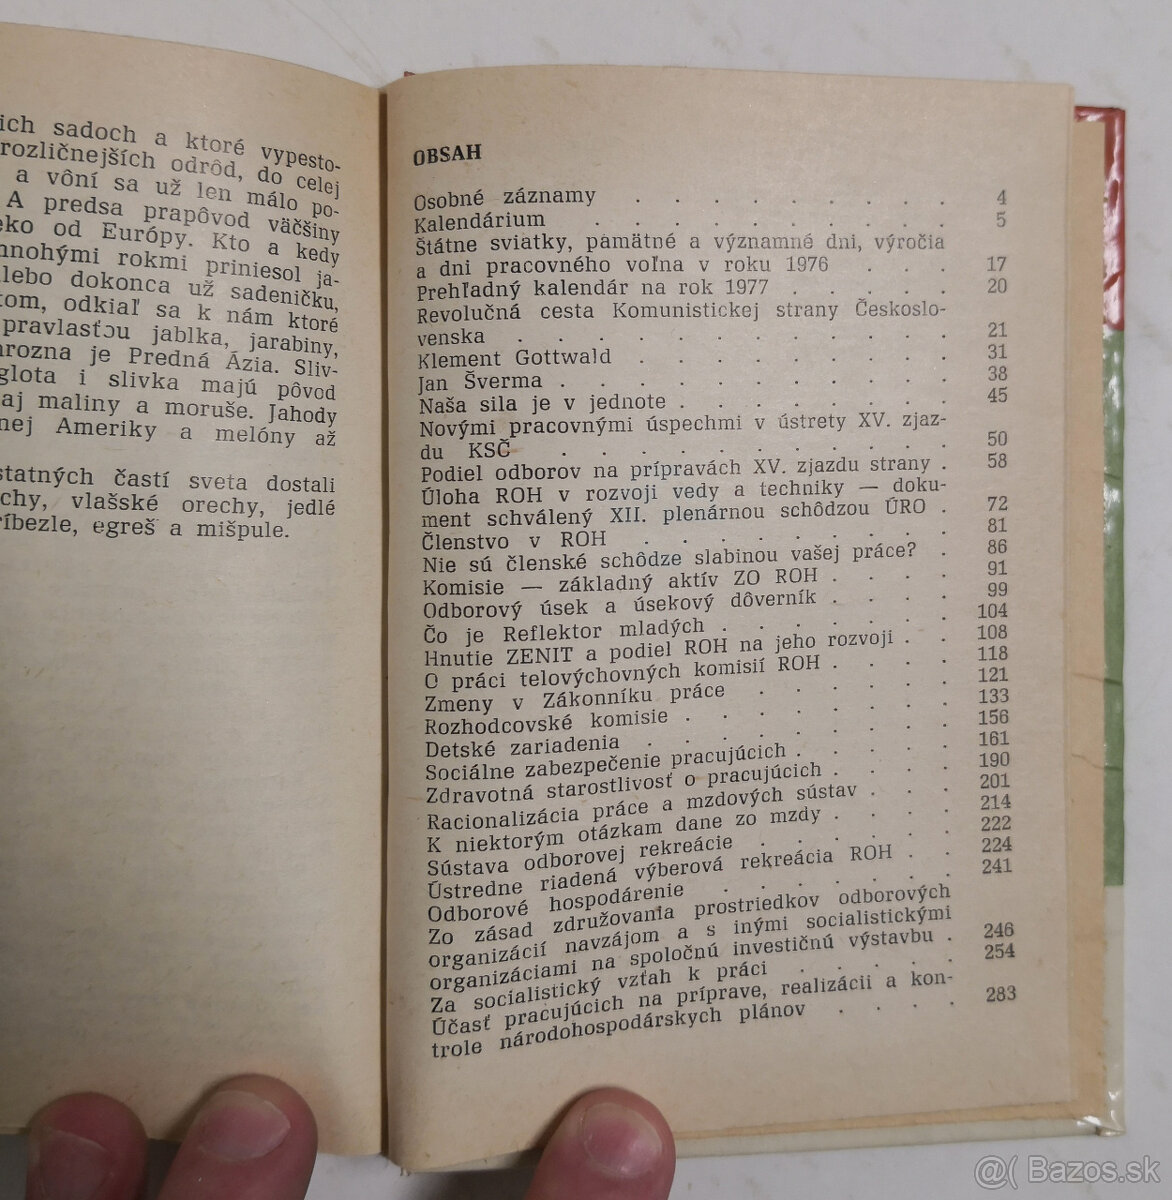 ich sadoch a ktoré vypesto-
rozličnejších odrôd, do celej
a vôní sa už len málo po-
A predsa prapôvod väčšiny
eko od Európy. Kto a kedy
mnohými rokmi priniesol ja-
alebo dokonca už sadeničku,
tom, odkiaľ sa k nám ktoré
pravlasťou jablka, jarabiny,
hrozna je Predná Ázia. Sliv-
glota i slivka majú pôvod
aj maliny a moruše. Jahody
nej Ameriky a melóny až
statných častí sveta dostali
chy, vlašské orechy, jedlé
ríbezle, egreš a mišpule.
OBSAH
Osobné záznamy . . . . . . . . 4
Kalendárium . . . . . . . . . 5
Štátne sviatky, pamätné a významné dni, výročia
a dni pracovného voľna v roku 1976 . . . 17
Prehľadný kalendár na rok 1977 . . . . . 20
Revolučná cesta Komunistickej strany Českoslo-
venska . . . . . . . . . . . 21
Klement Gottwald . . . . . . . . 31
Jan Šverma . . . . . . . . . . 38
Naša sila je v jednote . . . . . . . 45
Novými pracovnými úspechmi v ústrety XV. zjaz-
du KSČ . . . . . . . . . . 50
Podiel odborov na prípravách XV. zjazdu strany . 58
Úloha ROH v rozvoji vedy a techniky — doku-
ment schválený XII. plenárnou schôdzou ÚRO . 72
Členstvo v ROH . . . . . . . . 81
Nie sú členské schôdze slabinou vašej práce? . 86
Komisie — základný aktív ZO ROH . . . . 91
Odborový úsek a úsekový dôverník . . . . 99
Čo je Reflektor mladých . . . . . . 104
Hnutie ZENIT a podiel ROH na jeho rozvoji . . 108
O práci telovýchovných komisií ROH . . . . 118
Zmeny v Zákonníku práce . . . . . 121
Rozhodcovské komisie . . . . . . . 133
Detské zariadenia . . . . . . . . 156
Sociálne zabezpečenie pracujúcich . . . . 161
Zdravotná starostlivosť o pracujúcich . . . . 190
Racionalizácia práce a mzdových sústav . . . 201
K niektorým otázkam dane zo mzdy . . . . 214
Sústava odborovej rekreácie . . . . . 222
Ústredne riadená výberová rekreácia ROH . . 224
Odborové hospodárenie . . . . . . 241
Zo zásad združovania prostriedkov odborových
organizácií navzájom a s inými socialistickými
organizáciami na spoločnú investičnú výstavbu . 246
Za socialistický vzťah k práci . . . . . 254
Účasť pracujúcich na príprave, realizácii a kon-
trole národohospodárskych plánov . . . . 283
@( Bazos.sk